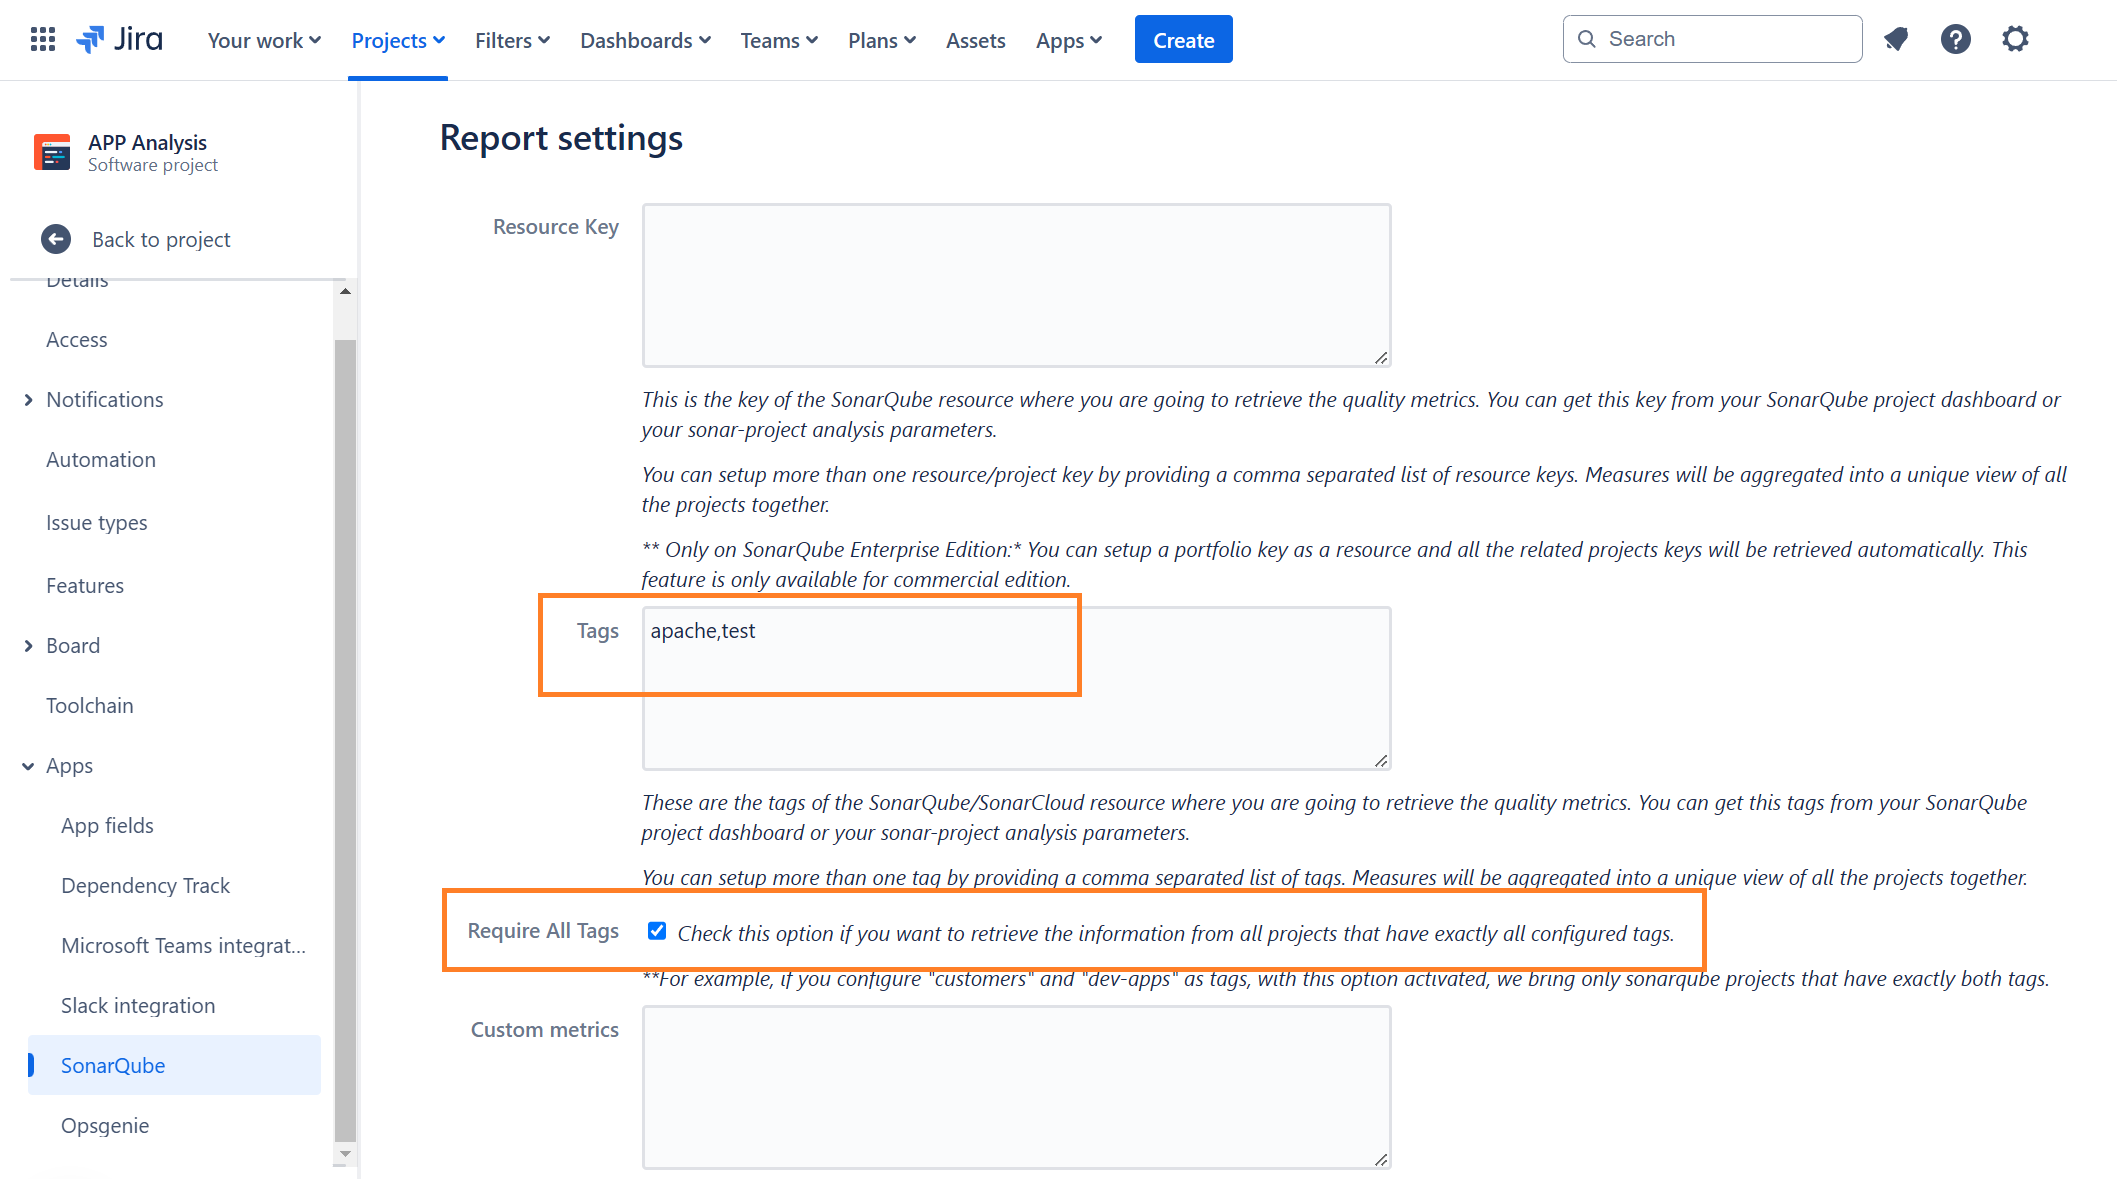 Jira
Your work
Projects
Filters
Dashboards
Teams
Plans
Assets
Apps
Create
Search
APP Analysis
Software project
Back to project
Details
Access
Notifications
Automation
Issue types
Features
Board
Toolchain
Apps
App fields
Dependency Track
Microsoft Teams integrat...
Slack integration
SonarQube
Opsgenie
Report settings
Resource Key
This is the key of the SonarQube resource where you are going to retrieve the quality metrics. You can get this key from your SonarQube project dashboard or
your sonar-project analysis parameters.
You can setup more than one resource/project key by providing a comma separated list of resource keys. Measures will be aggregated into a unique view of all
the projects together.
** Only on SonarQube Enterprise Edition:* You can setup a portfolio key as a resource and all the related projects keys will be retrieved automatically. This
feature is only available for commercial edition.
Tags
apache,test
These are the tags of the SonarQube/SonarCloud resource where you are going to retrieve the quality metrics. You can get this tags from your SonarQube
project dashboard or your sonar-project analysis parameters.
You can setup more than one tag by providing a comma separated list of tags. Measures will be aggregated into a unique view of all the projects together.
Require All Tags
Check this option if you want to retrieve the information from all projects that have exactly all configured tags.
**For example, if you configure "customers" and "dev-apps" as tags, with this option activated, we bring only sonarqube projects that have exactly both tags.
Custom metrics